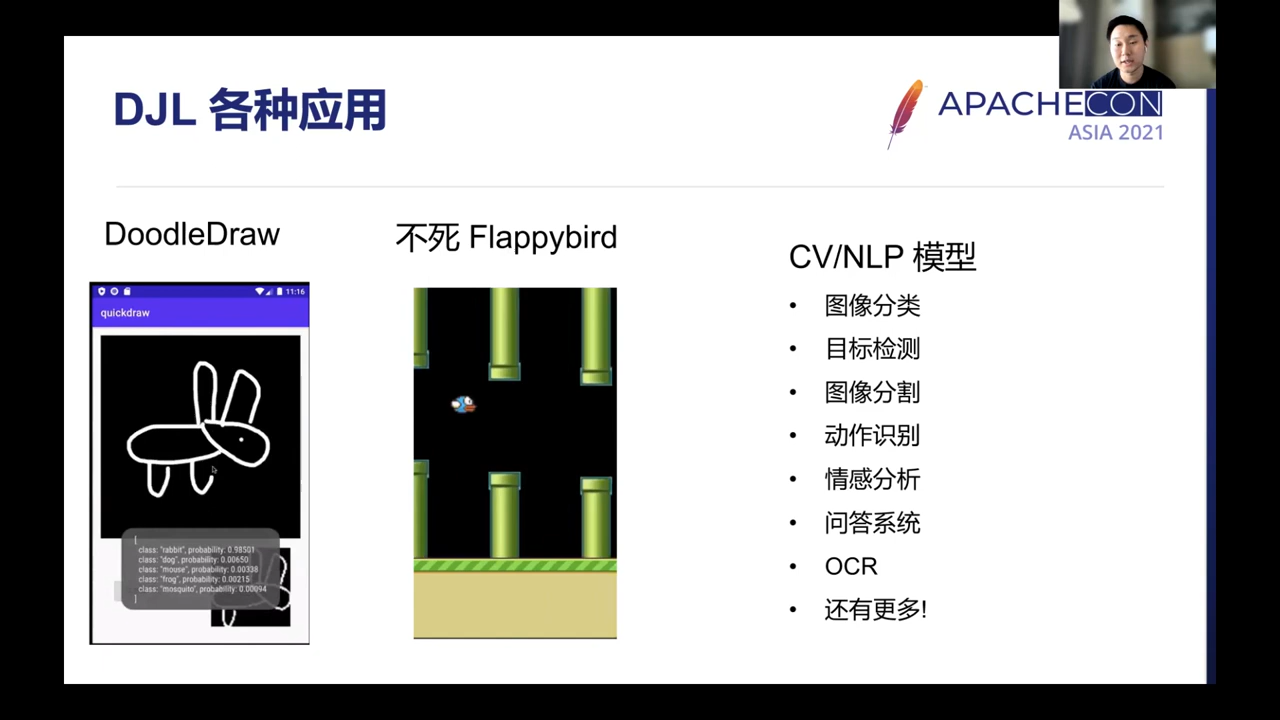 DJL 各种应用
APACHECON
ASIA 2021
DoodleDraw
不死 Flappybird
CV/NLP 模型
11:16
quickdraw
[
class: "rabbit", probability: 0.98501
class: "dog", probability: 0.00650
class: "mouse", probability: 0.00338
class: "frog", probability: 0.00215
class: "mosquito", probability: 0.00094
]
• 图像分类
• 目标检测
• 图像分割
• 动作识别
• 情感分析
• 问答系统
• OCR
• 还有更多!